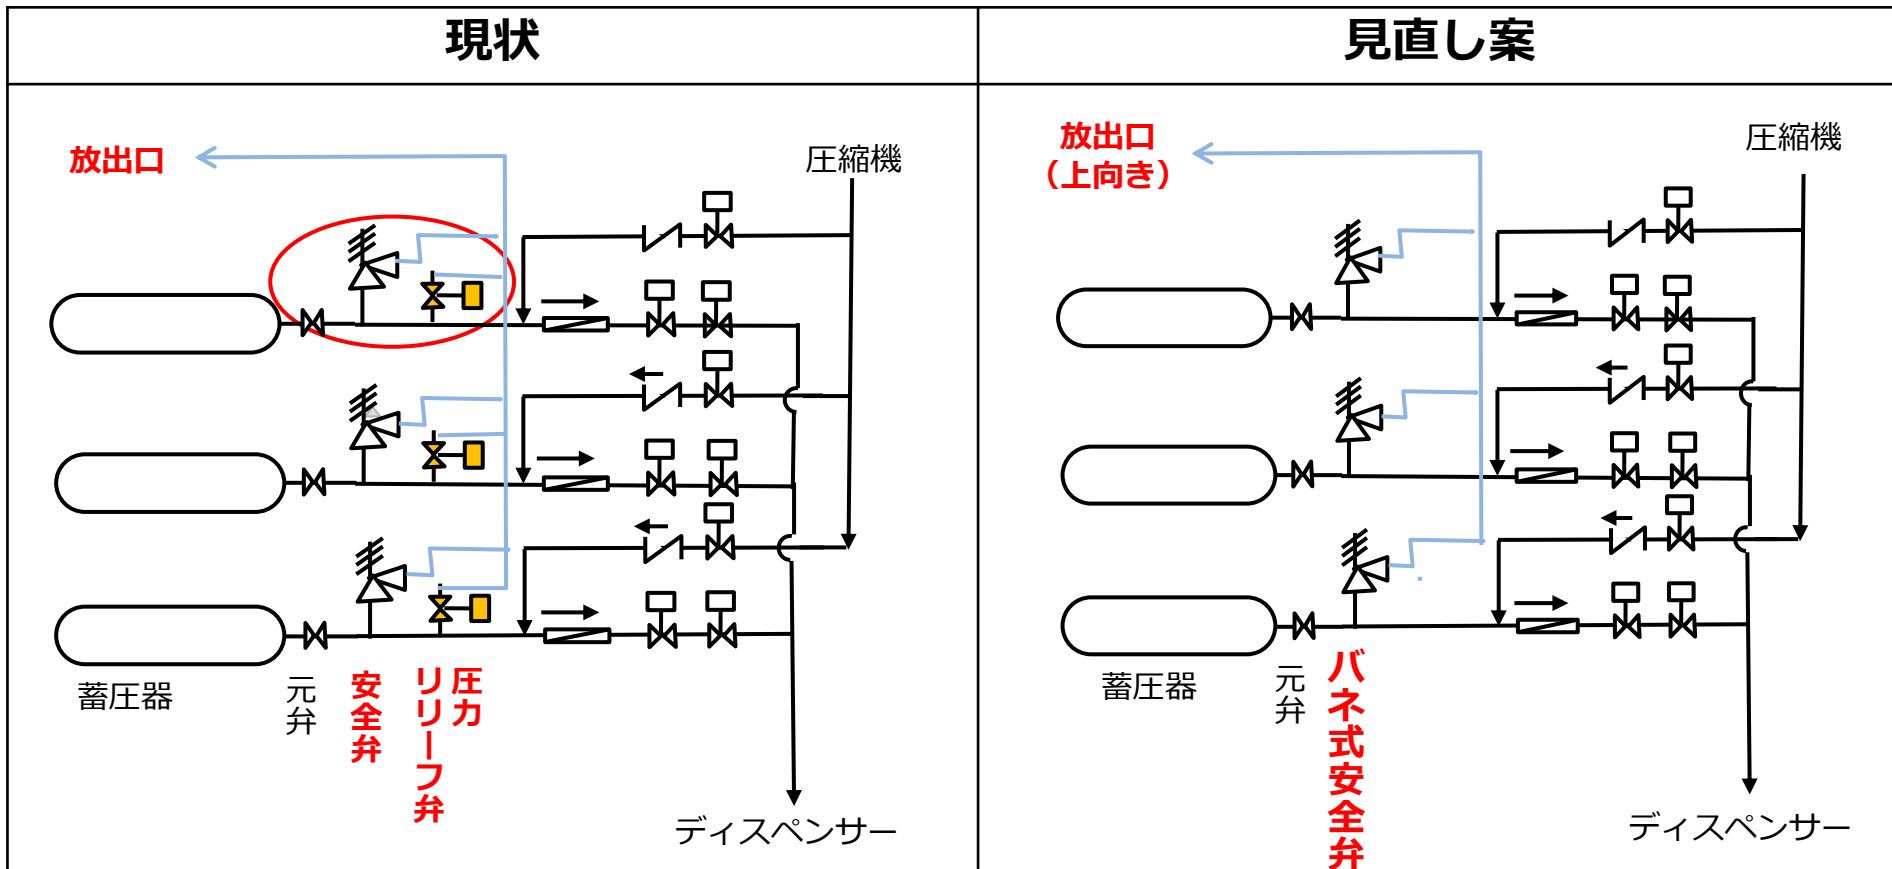 現状
見直し案
放出口
圧縮機
蓄圧器
元弁
安全弁
圧力
リリーフ弁
ディスペンサー
放出口
（上向き）
圧縮機
蓄圧器
元弁
バネ式安全弁
ディスペンサー